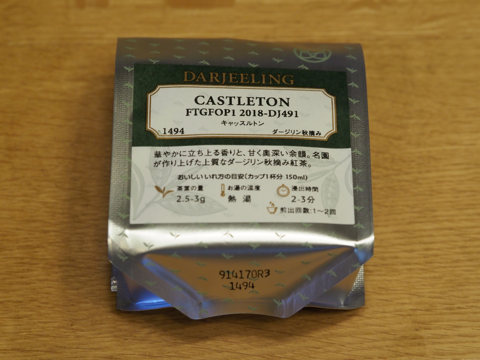 DARJEELING
CASTLETON
FTGFOP1 2018-DJ491
キャッスルトン
1494 ダージリン秋摘み
華やかに立ち上る香りと、甘く奥深い余韻。名園
が作り上げた上質なダージリン秋摘み紅茶。
おいしいいれ方の目安(カップ1杯分 150ml)
茶葉の量 お湯の温度 浸出時間
2.5-3g 熱湯 2-3分
煎出回数:1〜2回
914170R9
1494